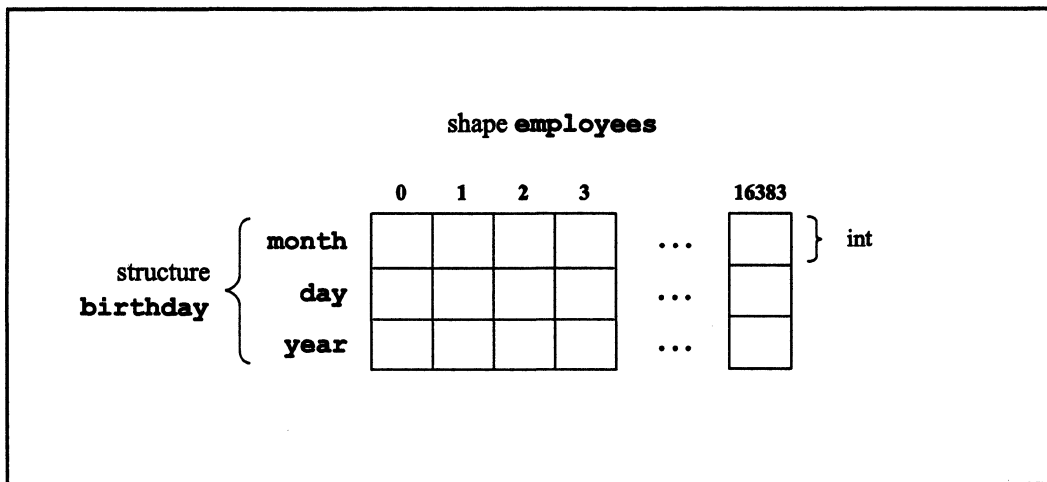 shape employees
0 1 2 3 16383
month ... int
structure
day ...
birthday
year ...